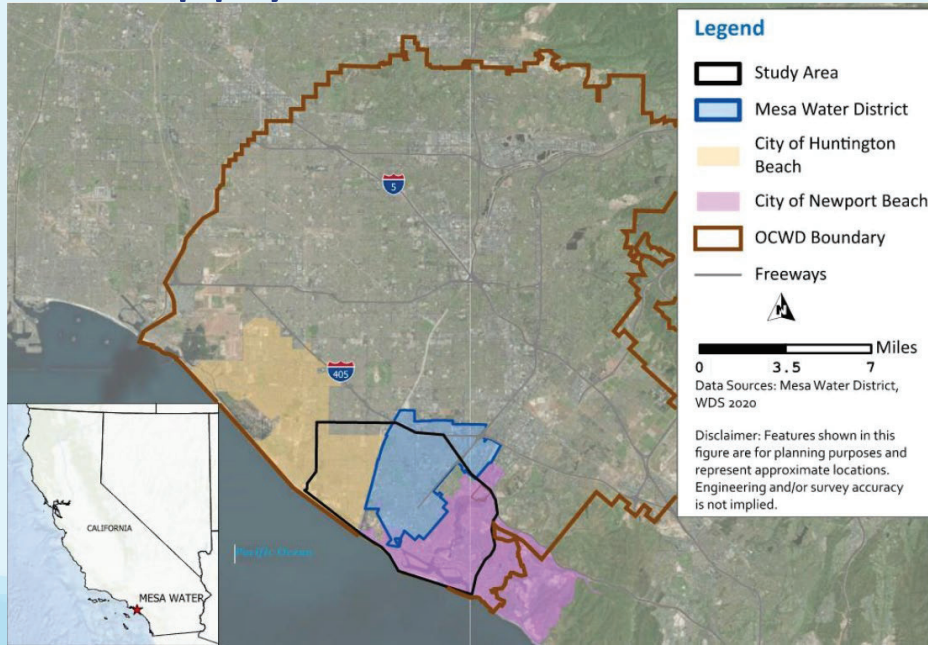 Legend
Study Area
Mesa Water District
City of Huntington
Beach
City of Newport Beach
OCWD Boundary
Freeways
N
Miles
0 3.5 7
Data Sources: Mesa Water District,
WDS 2020
Disclaimer: Features shown in this
figure are for planning purposes and
represent approximate locations.
Engineering and/or survey accuracy
is not implied.
5
405
Pacific Ocean
CALIFORNIA
MESA WATER